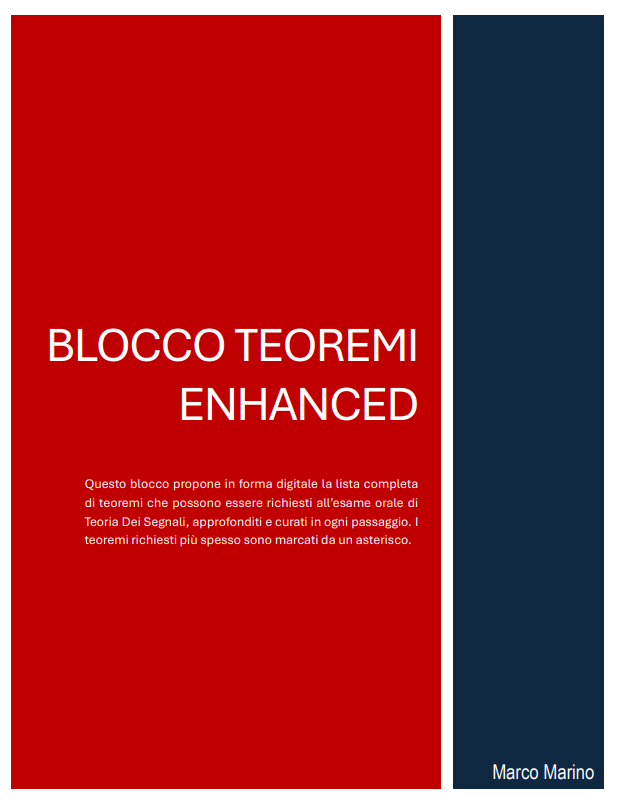 BLOCCO TEOREMI
ENHANCED
Questo blocco propone in forma digitale la lista completa
di teoremi che possono essere richiesti all'esame orale di
Teoria Dei Segnali, approfonditi e curati in ogni passaggio. I
teoremi richiesti più spesso sono marcati da un asterisco.
Marco Marino